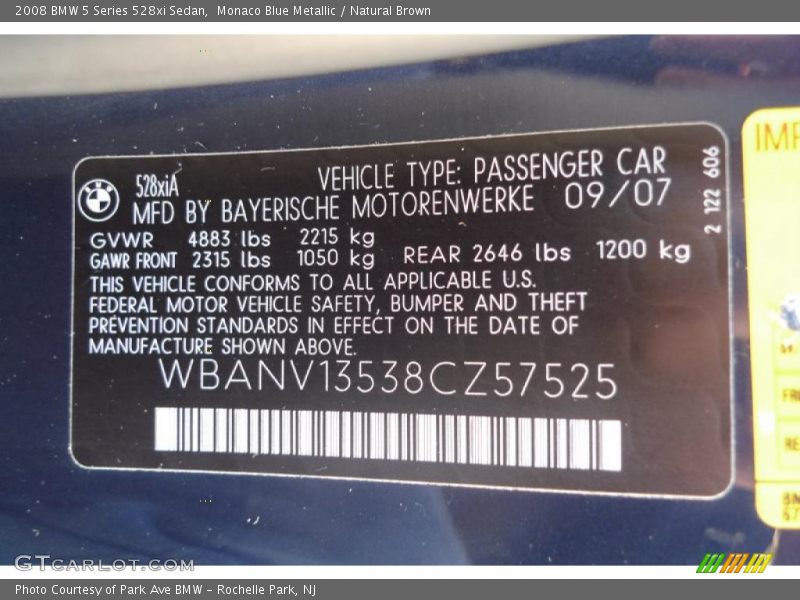 2008 BMW 5 Series 528xi Sedan,  Monaco Blue Metallic / Natural Brown
528xiA
VEHICLE TYPE: PASSENGER CAR
MFD BY BAYERISCHE MOTORENWERKE 09/07
2 122 606
GVWR 4883 lbs 2215 kg
GAWR FRONT 2315 lbs 1050 kg REAR 2646 lbs 1200 kg
THIS VEHICLE CONFORMS TO ALL APPLICABLE U.S.
FEDERAL MOTOR VEHICLE SAFETY, BUMPER AND THEFT
PREVENTION STANDARDS IN EFFECT ON THE DATE OF
MANUFACTURE SHOWN ABOVE.
WBANV13538CZ57525
GTCARLOT.COM
Photo Courtesy of Park Ave BMW - Rochelle Park, NJ